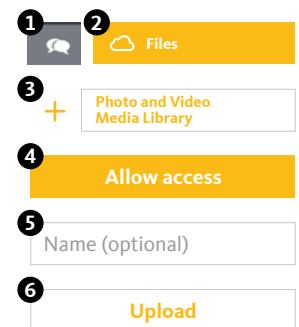 1 2
Files
3
+ Photo and Video
Media Library
4
Allow access
5
Name (optional)
6
Upload